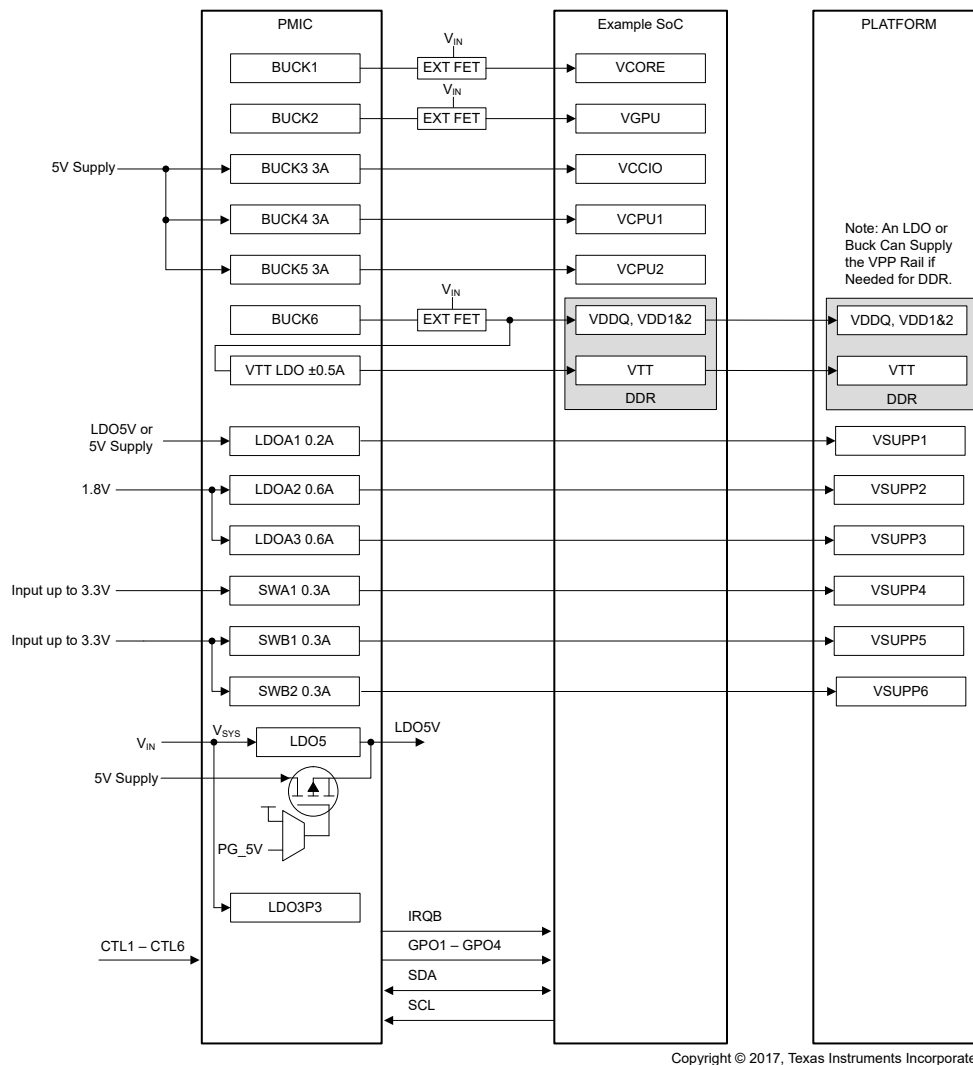 PMIC
Example SoC
PLATFORM
VIN
BUCK1
EXT FET
VCORE
VIN
BUCK2
EXT FET
VGPU
5V Supply
BUCK3 3A
VCCIO
BUCK4 3A
VCPU1
Note: An LDO or
Buck Can Supply
the VPP Rail if
Needed for DDR.
BUCK5 3A
VCPU2
VIN
BUCK6
EXT FET
VDDQ, VDD1&2
VDDQ, VDD1&2
VTT LDO ±0.5A
VTT
VTT
DDR
DDR
LDO5V or
5V Supply
LDOA1 0.2A
VSUPP1
1.8V
LDOA2 0.6A
VSUPP2
LDOA3 0.6A
VSUPP3
Input up to 3.3V
SWA1 0.3A
VSUPP4
Input up to 3.3V
SWB1 0.3A
VSUPP5
SWB2 0.3A
VSUPP6
VIN
VSYS
LDO5
LDO5V
5V Supply
PG_5V
LDO3P3
IRQB
CTL1 – CTL6
GPO1 – GPO4
SDA
SCL
Copyright © 2017, Texas Instruments Incorporate